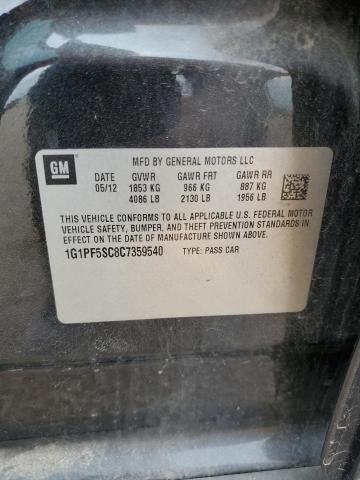 GM
MFD BY GENERAL MOTORS LLC
DATE GVWR GAWR FRT GAWR RR
05/12 1853 KG 966 KG 887 KG
4086 LB 2130 LB 1956 LB
THIS VEHICLE CONFORMS TO ALL APPLICABLE U.S. FEDERAL MOTOR
VEHICLE SAFETY, BUMPER, AND THEFT PREVENTION STANDARDS
IN EFFECT ON THE DATE OF MANUFACTURE SHOWN ABOVE.
1G1PF5SC8C7359540 TYPE: PASS CAR